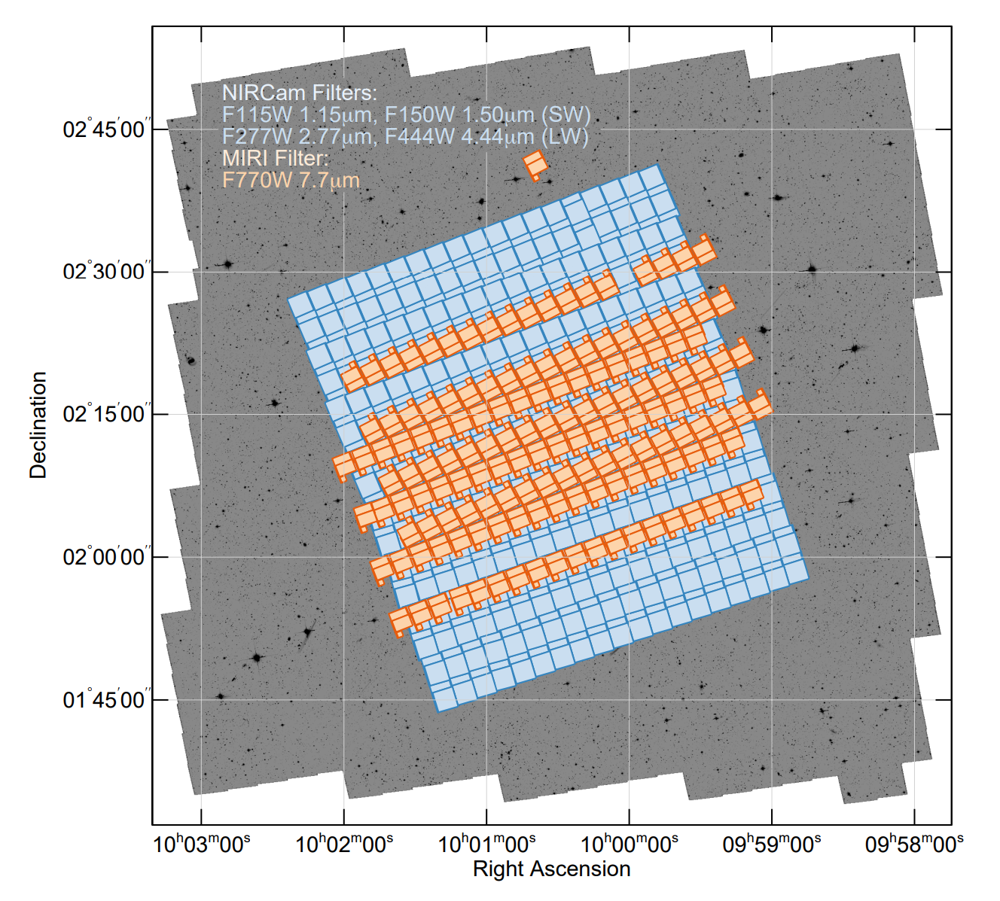 NIRCam Filters:
F115W 1.15μm, F150W 1.50μm (SW)
F277W 2.77μm, F444W 4.44μm (LW)
MIRI Filter:
F770W 7.7μm
02°45′00″
02°30′00″
02°15′00″
02°00′00″
01°45′00″
Declination
10ʰ03ᵐ00ˢ 10ʰ02ᵐ00ˢ 10ʰ01ᵐ00ˢ 10ʰ00ᵐ00ˢ 09ʰ59ᵐ00ˢ 09ʰ58ᵐ00ˢ
Right Ascension